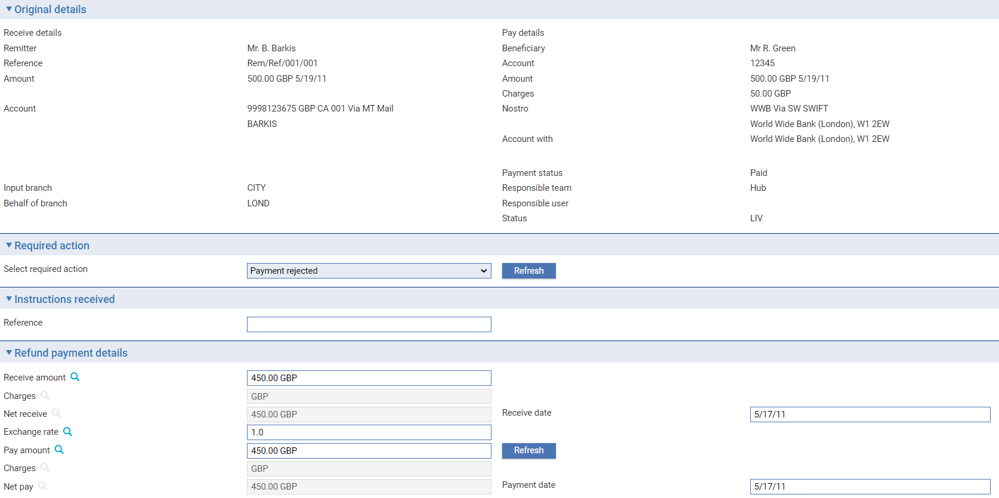 Original details
Receive details Pay details
Remitter Mr. B. Barkis Beneficiary Mr R. Green
Reference Rem/Ref/001/001 Account 12345
Amount 500.00 GBP 5/19/11 Amount 500.00 GBP 5/19/11
Charges 50.00 GBP
Account 9998123675 GBP CA 001 Via MT Mail Nostro WWB Via SW SWIFT
BARKIS World Wide Bank (London), W1 2EW
Account with World Wide Bank (London), W1 2EW
Payment status Paid
Input branch CITY Responsible team Hub
Behalf of branch LOND Responsible user
Status LIV
Required action
Select required action Payment rejected Refresh
Instructions received
Reference
Refund payment details
Receive amount 450.00 GBP
Charges GBP
Net receive 450.00 GBP Receive date 5/17/11
Exchange rate 1.0
Pay amount 450.00 GBP Refresh
Charges GBP
Net pay 450.00 GBP Payment date 5/17/11